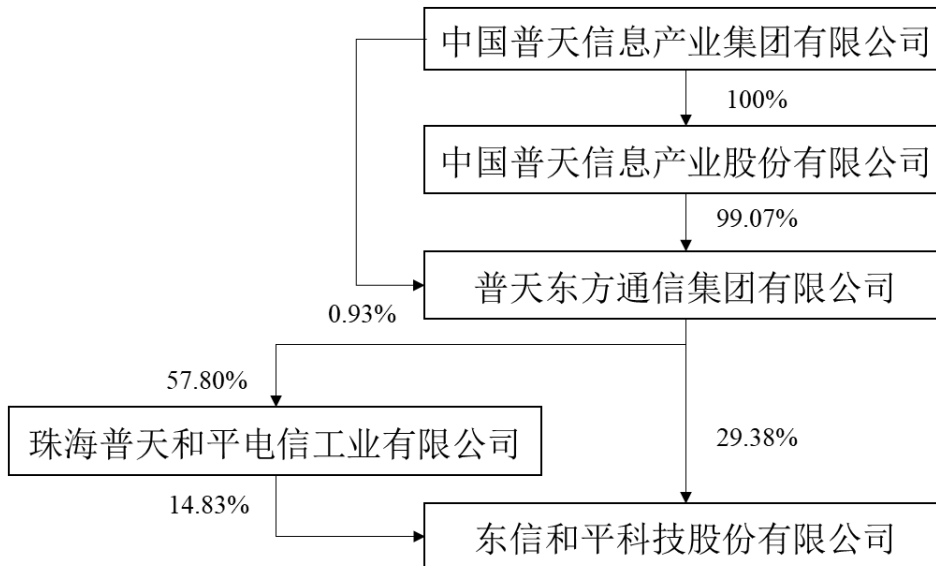 中国普天信息产业集团有限公司
100%
中国普天信息产业股份有限公司
99.07%
普天东方通信集团有限公司
0.93%
57.80%
珠海普天和平电信工业有限公司
29.38%
14.83%
东信和平科技股份有限公司